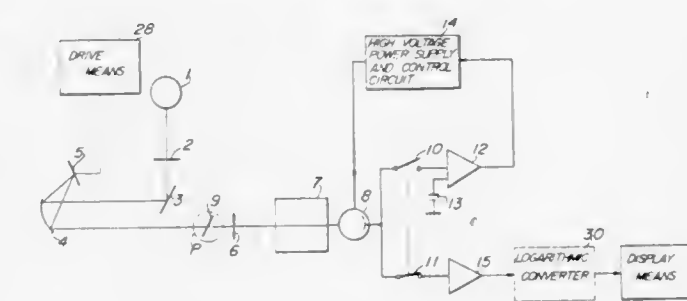 28
DRIVE
MEANS
1
2
5
3
4
9
P
6
7
8
14
HIGH VOLTAGE
POWER SUPPLY
AND CONTROL
CIRCUIT
10
12
13
11
15
30
LOGARITHMIC
CONVERTER
DISPLAY
MEANS